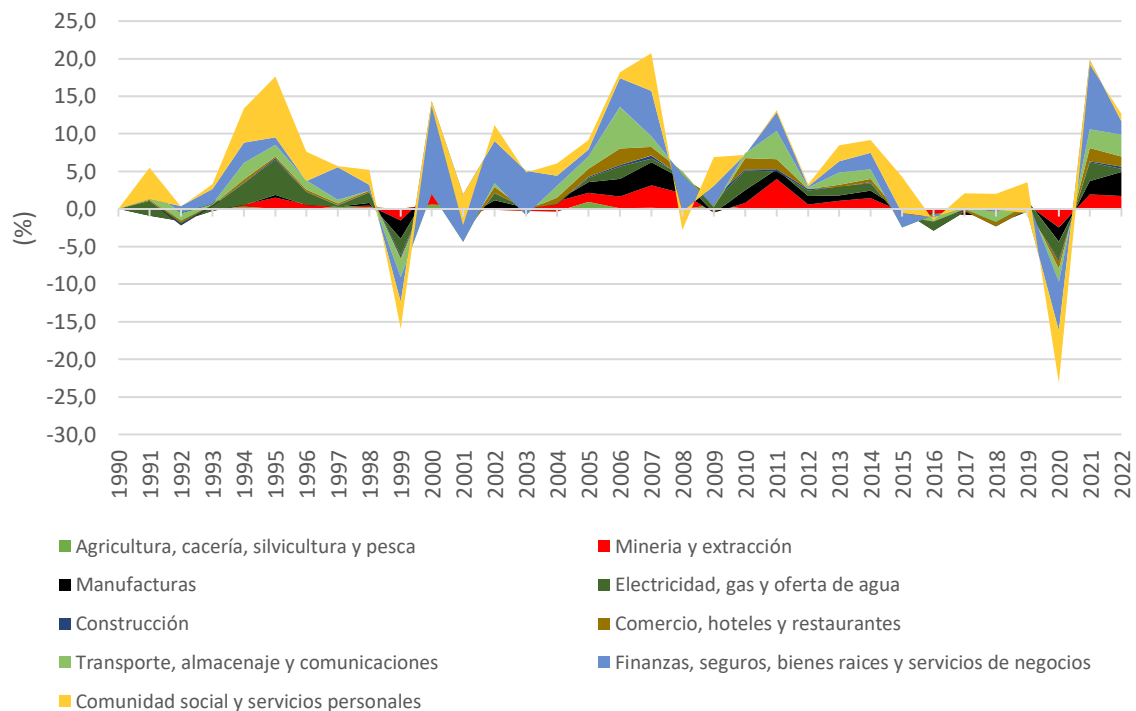 25,0
20,0
15,0
10,0
5,0
0,0
-5,0
-10,0
-15,0
-20,0
-25,0
-30,0
(%)
1990 1991 1992 1993 1994 1995 1996 1997 1998 1999 2000 2001 2002 2003 2004 2005 2006 2007 2008 2009 2010 2011 2012 2013 2014 2015 2016 2017 2018 2019 2020 2021 2022
Agricultura, cacería, silvicultura y pesca
Mineria y extracción
Manufacturas
Electricidad, gas y oferta de agua
Construcción
Comercio, hoteles y restaurantes
Transporte, almacenaje y comunicaciones
Finanzas, seguros, bienes raices y servicios de negocios
Comunidad social y servicios personales